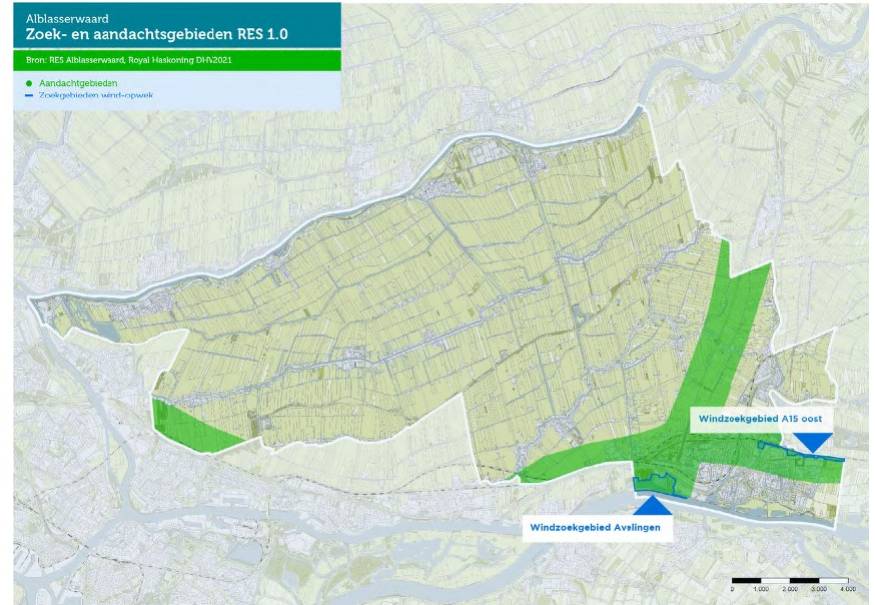 Alblasserwaard
Zoek- en aandachtsgebieden RES 1.0
Bron: RES Alblasserwaard, Royal Haskoning DHV2021
Aandachtgebieden
Zoekgebieden wind-opwek
Windzoekgebied A15 oost
Windzoekgebied Avelingen
0 1.000 2.000 3.000 4.000